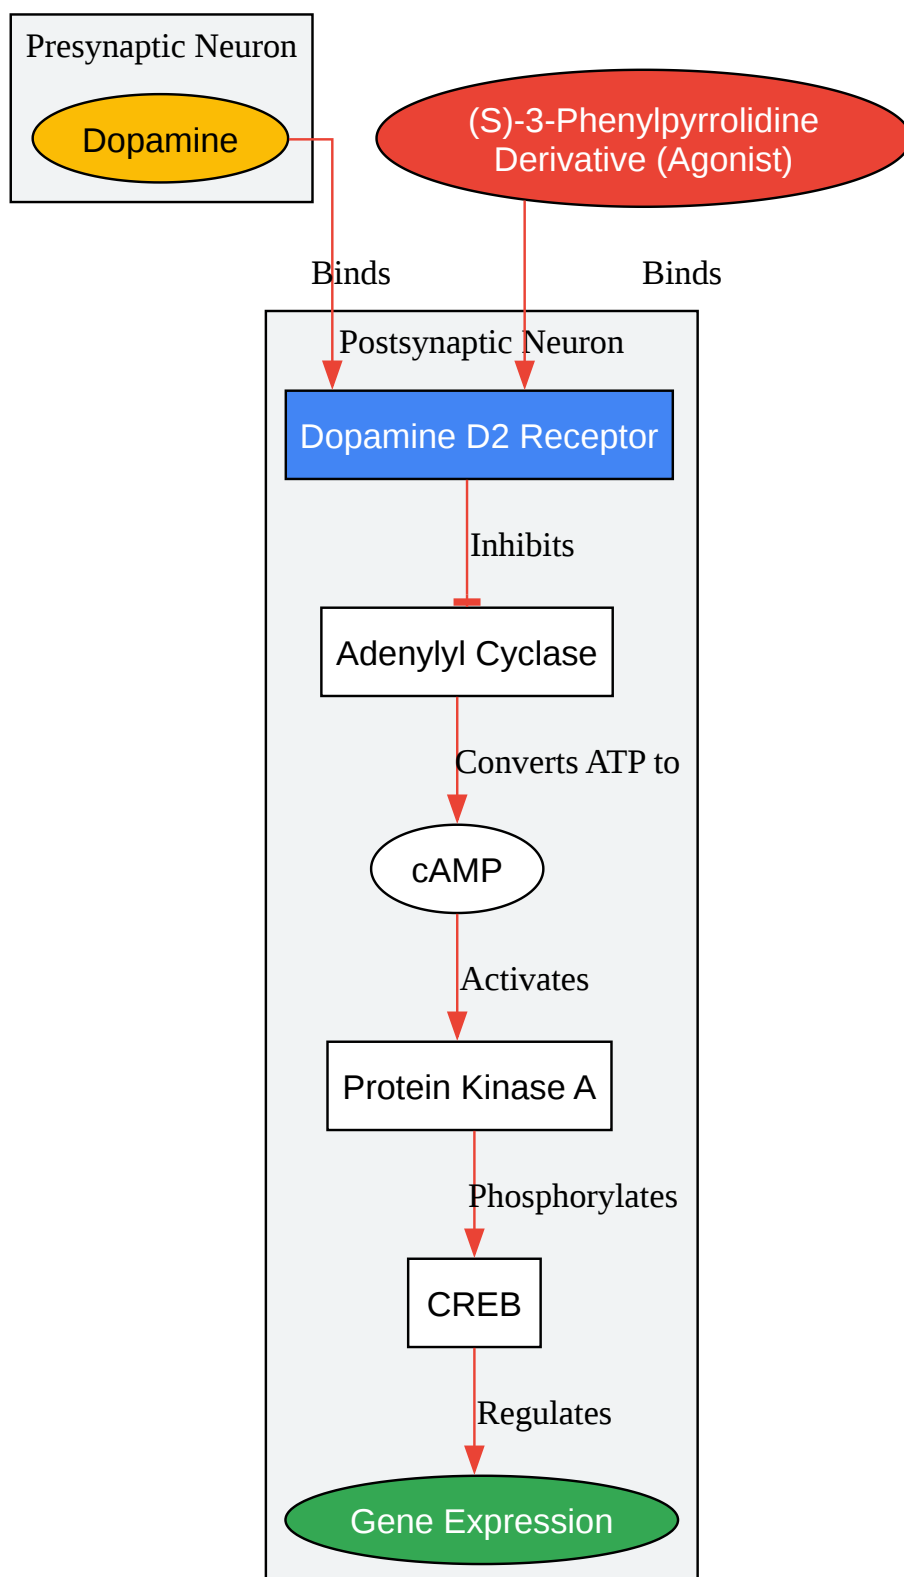 Presynaptic Neuron
Dopamine
(S)-3-Phenylpyrrolidine
Derivative (Agonist)
Binds
Binds
Postsynaptic Neuron
Dopamine D2 Receptor
Inhibits
Adenylyl Cyclase
Converts ATP to
cAMP
Activates
Protein Kinase A
Phosphorylates
CREB
Regulates
Gene Expression